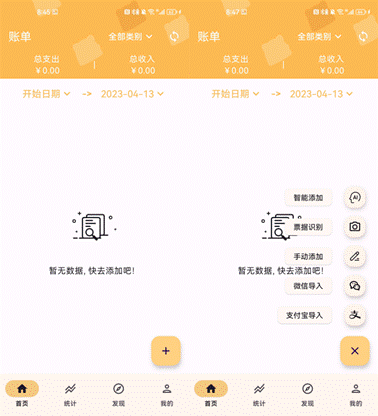 账单
全部类别
总支出
￥0.00
总收入
￥0.00
开始日期
->
2023-04-13
暂无数据, 快去添加吧！
+
首页
统计
发现
我的
账单
全部类别
总支出
￥0.00
总收入
￥0.00
开始日期
->
2023-04-13
智能添加
AI
票据识别
手动添加
暂无数据, 快去添加吧！
微信导入
支付宝导入
支
×
首页
统计
发现
我的